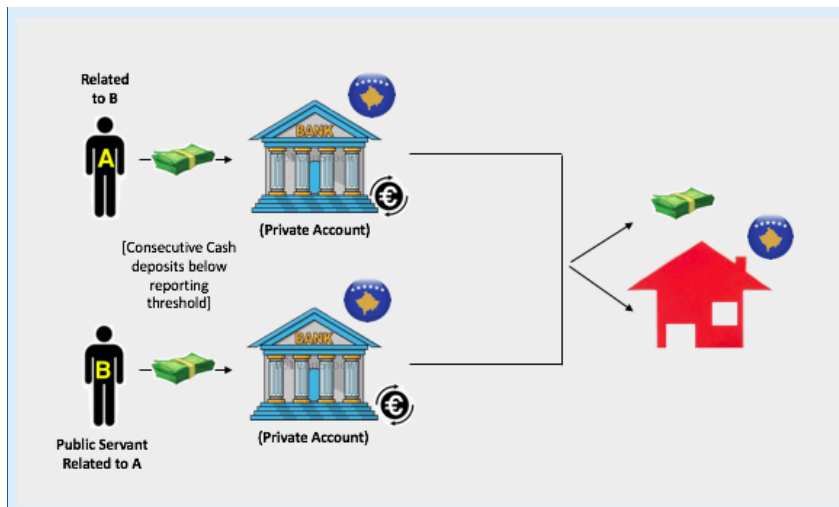 Related
to B
A
BANK
(Private Account)
[Consecutive Cash
deposits below
reporting
threshold]
B
BANK
(Private Account)
Public Servant
Related to A